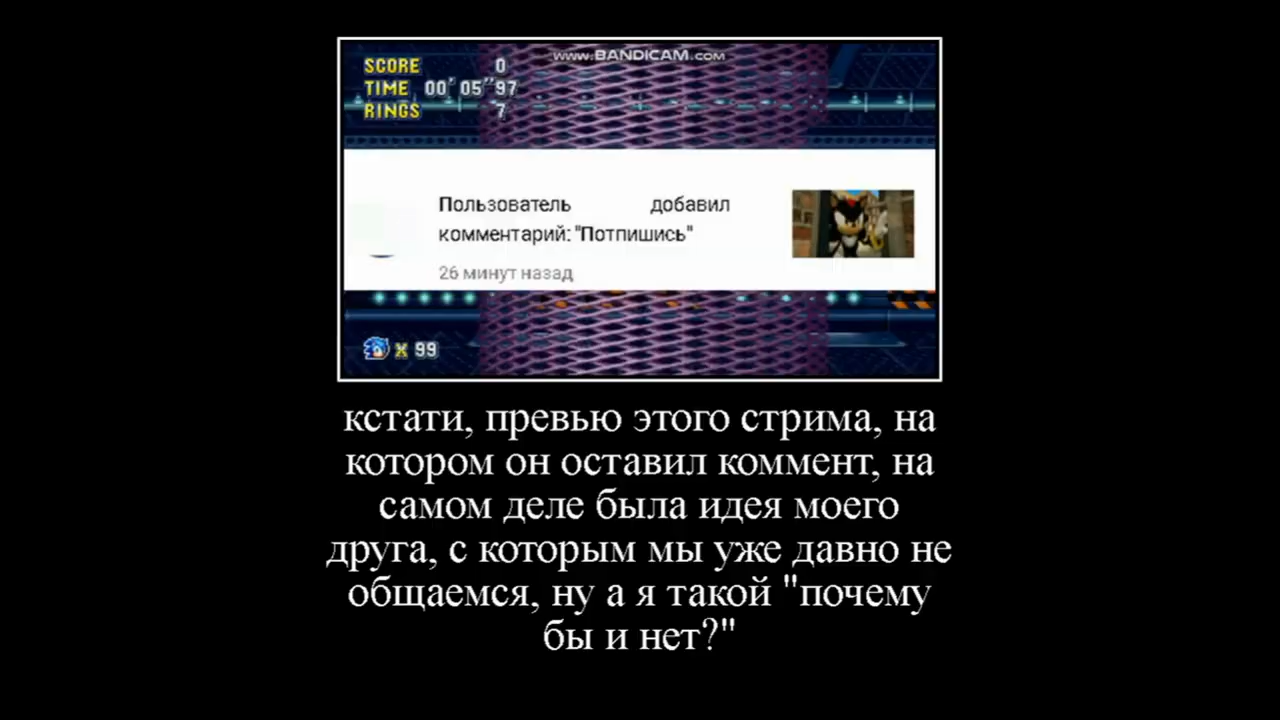 www.BANDICAM.com
SCORE 0
TIME 00'05"97
RINGS 7
Пользователь добавил
комментарий: "Потпишись"
26 минут назад
X 99
кстати, превью этого стрима, на
котором он оставил коммент, на
самом деле была идея моего
друга, с которым мы уже давно не
общаемся, ну а я такой "почему
бы и нет?"